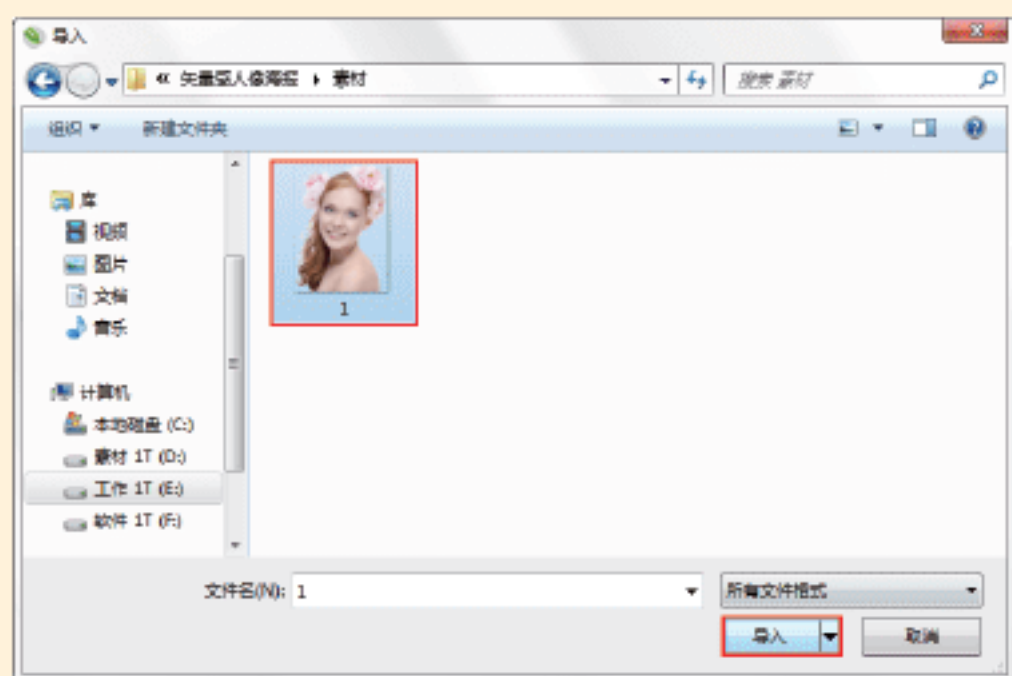 导入
« 矢量感人像海报 ▸ 素材
搜索 素材
组织 ▼ 新建文件夹
库
视频
图片
文档
音乐
1
计算机
本地磁盘 (C:)
素材 1T (D:)
工作 1T (E:)
软件 1T (F:)
文件名(N): 1
所有文件格式
导入
取消